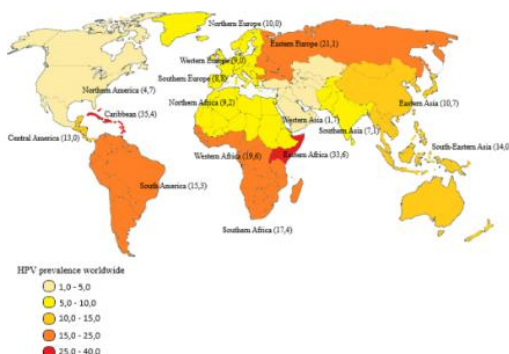 Northern Europe (10,0)
Eastern Europe (21,1)
Western Europe (9,0)
Southern Europe (8,8)
Northern America (4,7)
Northern Africa (9,2)
Caribbean (35,4)
Western Asia (1,7)
Eastern Asia (10,7)
Central America (13,0)
Southern Asia (7,1)
South-Eastern Asia (14,0
Western Africa (19,6)
Eastern Africa (33,6)
South-America (15,3)
Southern Africa (17,4)
HPV prevalence worldwide
1,0 - 5,0
5,0 - 10,0
10,0 - 15,0
15,0 - 25,0
25,0 - 40,0